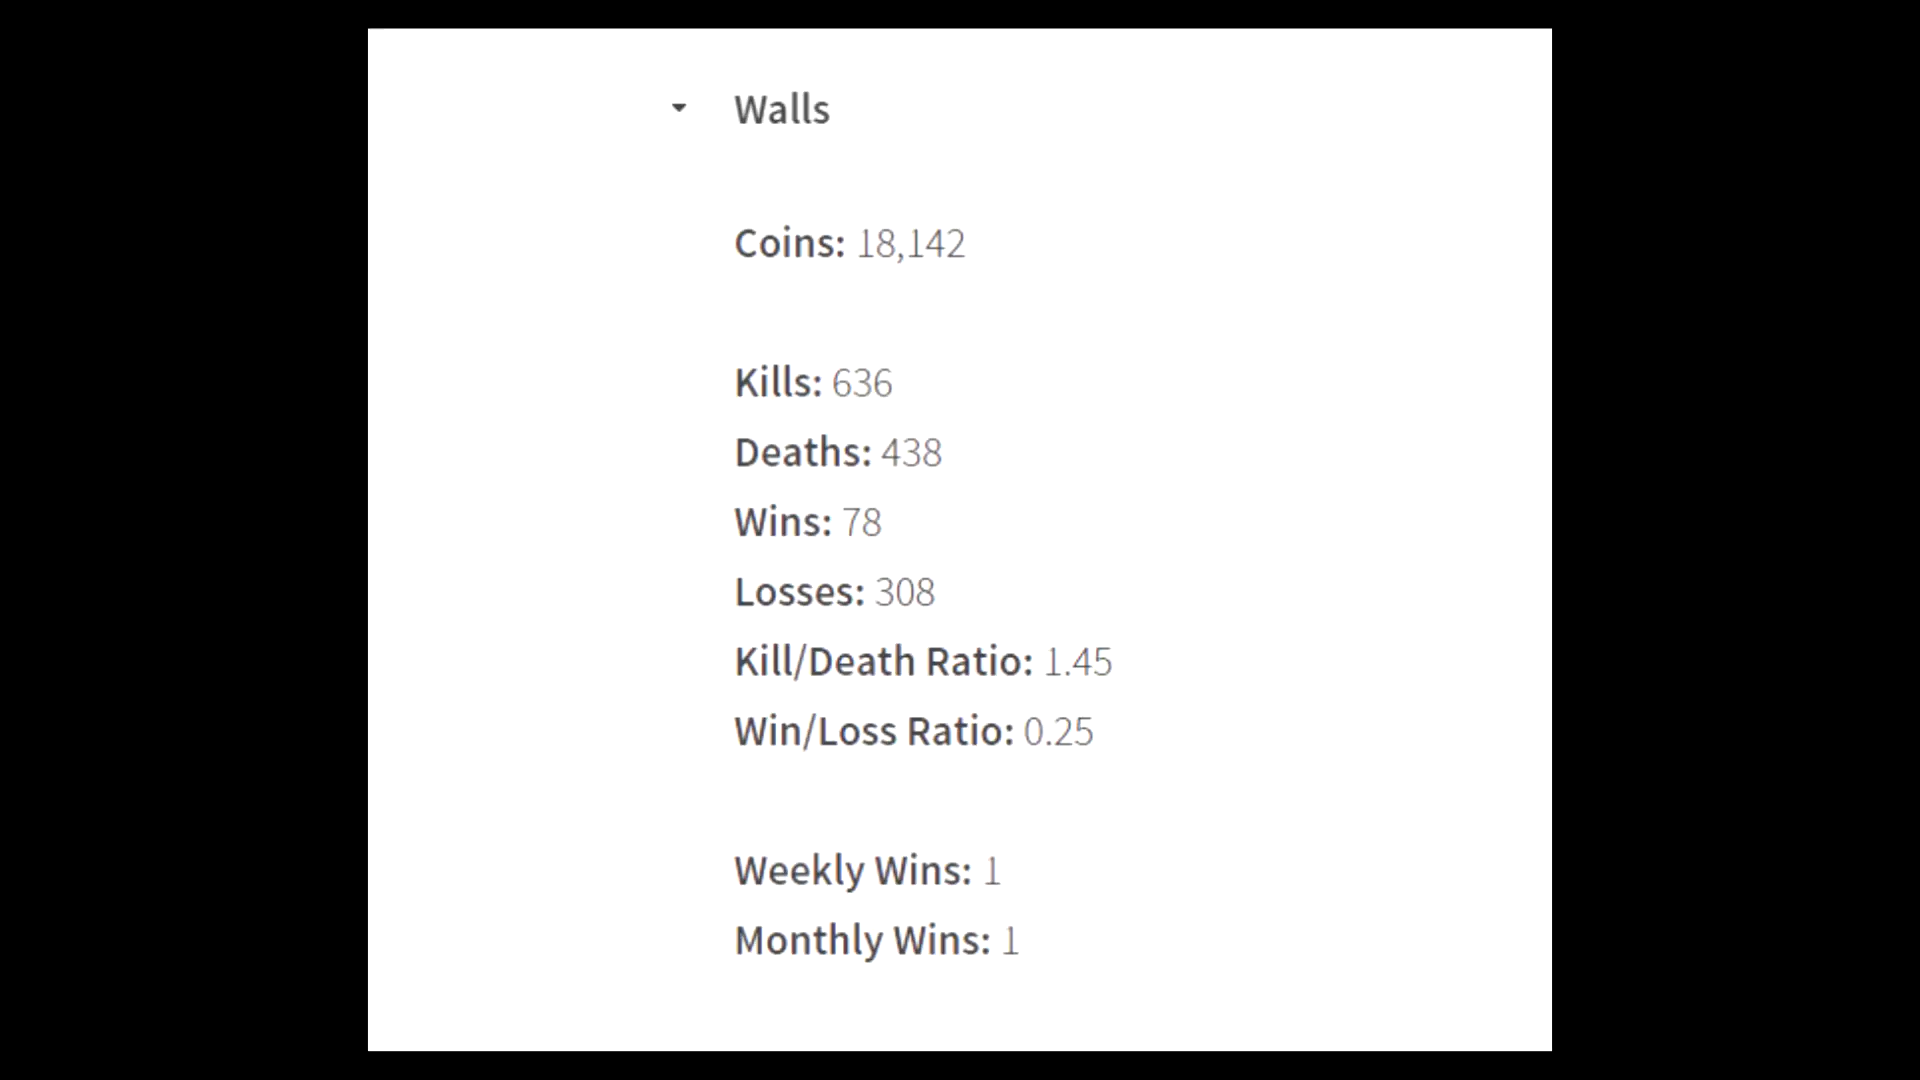 Walls
Coins: 18,142
Kills: 636
Deaths: 438
Wins: 78
Losses: 308
Kill/Death Ratio: 1.45
Win/Loss Ratio: 0.25
Weekly Wins: 1
Monthly Wins: 1